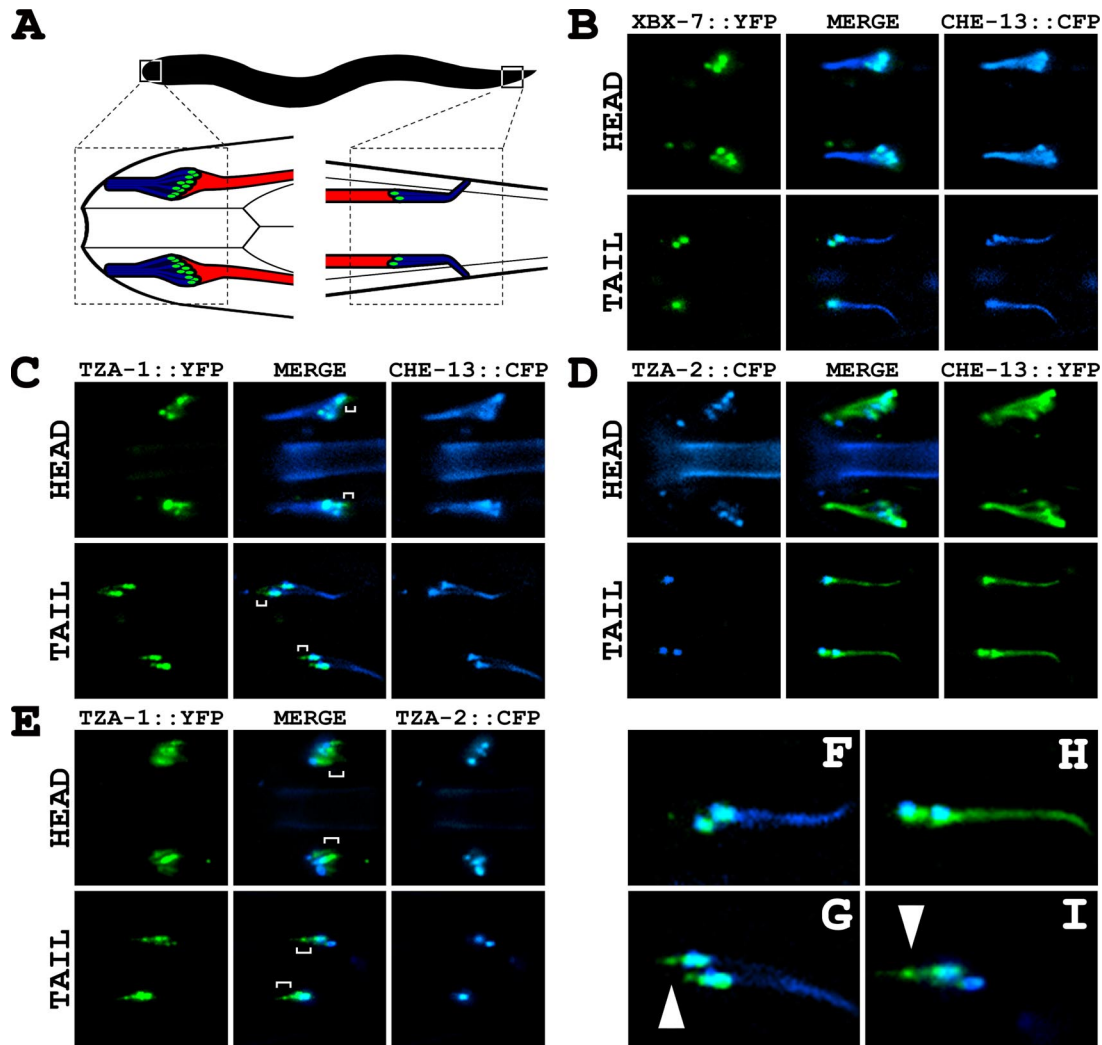 A
B
XBX-7::YFP MERGE CHE-13::CFP
HEAD
TAIL
C
TZA-1::YFP MERGE CHE-13::CFP
HEAD
TAIL
D
TZA-2::CFP MERGE CHE-13::YFP
HEAD
TAIL
E
TZA-1::YFP MERGE TZA-2::CFP
HEAD
TAIL
F
H
G
I